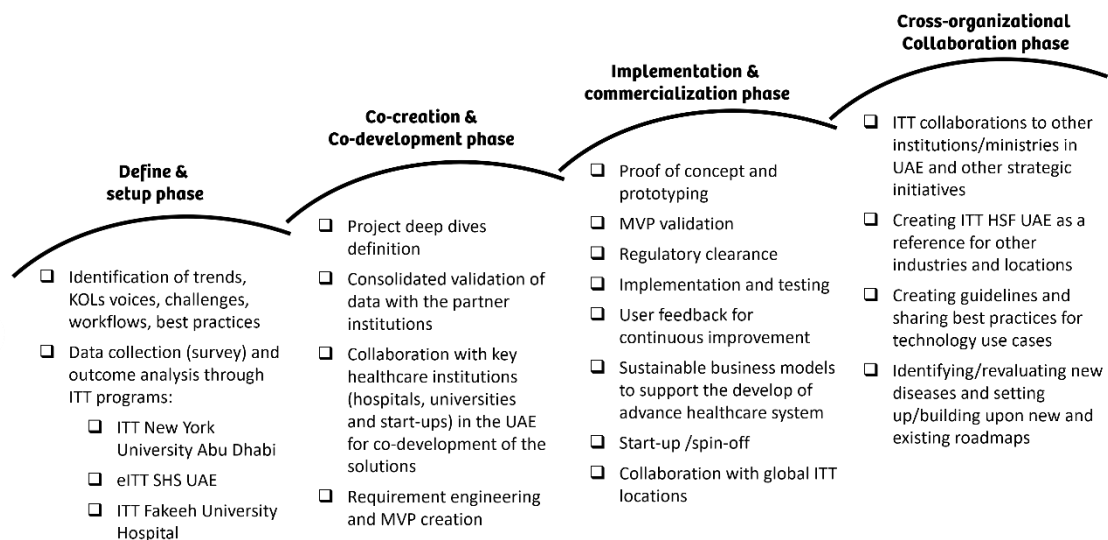 Define &
setup phase
❑ Identification of trends,
KOLs voices, challenges,
workflows, best practices
❑ Data collection (survey) and
outcome analysis through
ITT programs:
❑ ITT New York
University Abu Dhabi
❑ eITT SHS UAE
❑ ITT Fakeeh University
Hospital
Co-creation &
Co-development phase
❑ Project deep dives
definition
❑ Consolidated validation of
data with the partner
institutions
❑ Collaboration with key
healthcare institutions
(hospitals, universities
and start-ups) in the UAE
for co-development of the
solutions
❑ Requirement engineering
and MVP creation
Implementation &
commercialization phase
❑ Proof of concept and
prototyping
❑ MVP validation
❑ Regulatory clearance
❑ Implementation and testing
❑ User feedback for
continuous improvement
❑ Sustainable business models
to support the develop of
advance healthcare system
❑ Start-up /spin-off
❑ Collaboration with global ITT
locations
Cross-organizational
Collaboration phase
❑ ITT collaborations to other
institutions/ministries in
UAE and other strategic
initiatives
❑ Creating ITT HSF UAE as a
reference for other
industries and locations
❑ Creating guidelines and
sharing best practices for
technology use cases
❑ Identifying/revaluating new
diseases and setting
up/building upon new and
existing roadmaps